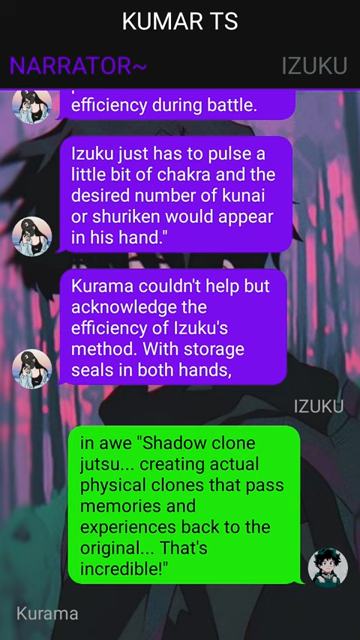 KUMAR TS
NARRATOR~
IZUKU
efficiency during battle.
Izuku just has to pulse a
little bit of chakra and the
desired number of kunai
or shuriken would appear
in his hand."
Kurama couldn't help but
acknowledge the
efficiency of Izuku's
method. With storage
seals in both hands,
IZUKU
in awe "Shadow clone
jutsu... creating actual
physical clones that pass
memories and
experiences back to the
original... That's
incredible!"
Kurama